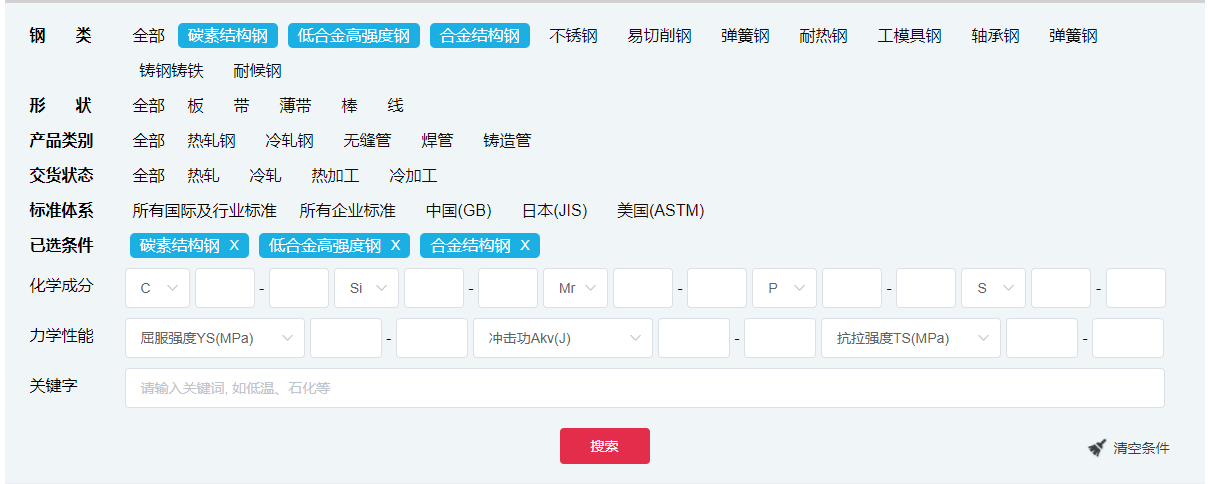 钢 类 全部 碳素结构钢 低合金高强度钢 合金结构钢 不锈钢 易切削钢 弹簧钢 耐热钢 工模具钢 轴承钢 弹簧钢
铸钢铸铁 耐候钢
形 状 全部 板 带 薄带 棒 线
产品类别 全部 热轧钢 冷轧钢 无缝管 焊管 铸造管
交货状态 全部 热轧 冷轧 热加工 冷加工
标准体系 所有国际及行业标准 所有企业标准 中国(GB) 日本(JIS) 美国(ASTM)
已选条件 碳素结构钢 X 低合金高强度钢 X 合金结构钢 X
化学成分 C - Si - Mr - P - S -
力学性能 屈服强度YS(MPa) - 冲击功Akv(J) - 抗拉强度TS(MPa) -
关键字 请输入关键词, 如低温、石化等
搜索 清空条件